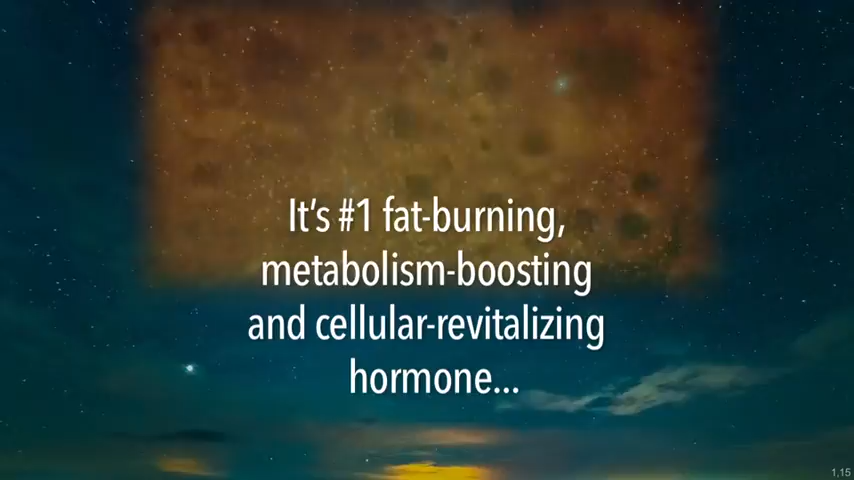 It's #1 fat-burning,
metabolism-boosting
and cellular-revitalizing
hormone...
1,15